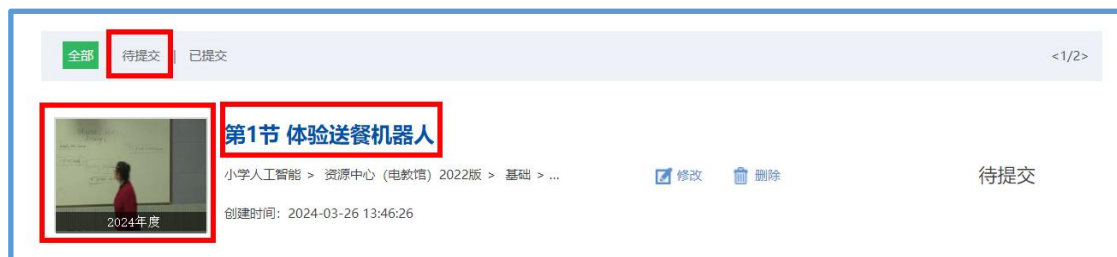 全部 待提交 | 已提交 <1/2>
第1节 体验送餐机器人
小学人工智能 > 资源中心（电教馆）2022版 > 基础 > ...
修改 删除
待提交
创建时间：2024-03-26 13:46:26
2024年度